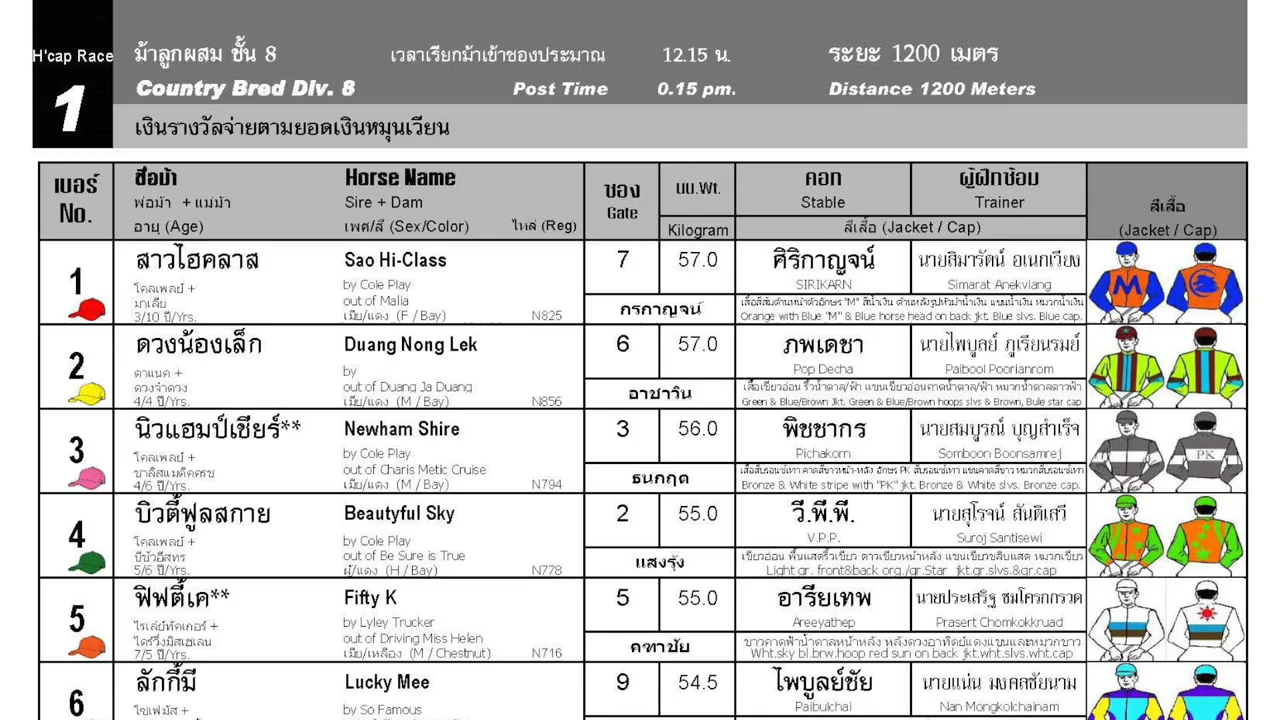 H'cap Race ม้าลูกผสม ชั้น 8 เวลาเรียกม้าเข้าซองประมาณ 12.15 น. ระยะ 1200 เมตร
1 Country Bred Div. 8 Post Time 0.15 pm. Distance 1200 Meters
เงินรางวัลจ่ายตามยอดเงินหมุนเวียน
เบอร์ ชื่อม้า Horse Name ซอง นน.Wt. คอก ผู้ฝึกซ้อม สีเสื้อ
No. พ่อม้า + แม่ม้า Sire + Dam Gate Stable Trainer
อายุ (Age) เพศ/สี (Sex/Color) ไหล่ (Reg) Kilogram สีเสื้อ (Jacket / Cap) (Jacket / Cap)
1 สาวไฮคลาส Sao Hi-Class 7 57.0 ศิริกาญจน์ นายสิมารัตน์ อเนกเวียง
โคลเพลย์ + by Cole Play SIRIKARN Simarat Anekviang
มาเลีย out of Malia กรกาญจน์ เสื้อสีส้มด้านหน้าตัวอักษร "M" สีน้ำเงิน ด้านหลังรูปหัวม้าน้ำเงิน แขนน้ำเงิน หมวกน้ำเงิน
3/10 ปี/Yrs. เมีย/แดง (F / Bay) N825 Orange with Blue "M" & Blue horse head on back jkt. Blue slvs. Blue cap.
2 ดวงน้องเล็ก Duang Nong Lek 6 57.0 ภพเดชา นายไพบูลย์ ภูเรียนรมย์
ดาแนค + by Pop Decha Paibool Poorianrom
ดวงจำดวง out of Duang Ja Duang อาชาวิน เสื้อเขียวอ่อน ริ้วน้ำตาล/ฟ้า แขนเขียวอ่อนคาดน้ำตาล/ฟ้า หมวกน้ำตาลดาวฟ้า
4/4 ปี/Yrs. เมีย/แดง (M / Bay) N856 Green & Blue/Brown Jkt. Green & Blue/Brown hoops slvs & Brown, Bule star cap
3 นิวแฮมป์เชียร์** Newham Shire 3 56.0 พิชชากร นายสมบูรณ์ บุญสำเร็จ
โคลเพลย์ + by Cole Play Pichakorn Somboon Boonsamrej
ชาลิสแมติคครูซ out of Charis Metic Cruise ธนกฤต เสื้อสีบรอนซ์เทา คาดสีขาวหน้า-หลัง อักษร PK สีบรอนซ์เทา แขนคาดสีขาว หมวกสีบรอนซ์เทา
4/6 ปี/Yrs. เมีย/แดง (M / Bay) N794 Bronze & White stripe with "PK" jkt. Bronze & White slvs. Bronze cap.
4 บิวตี้ฟูลสกาย Beautyful Sky 2 55.0 วี.พี.พี. นายสุโรจน์ สันติเสวี
โคลเพลย์ + by Cole Play V.P.P. Suroj Santisewi
บีชัวอีสทร out of Be Sure is True แสงรุ้ง เขียวอ่อน พื้นแสดริ้วเขียว ดาวเขียวหน้าหลัง แขนเขียวขลิบแสด หมวกเขียว
5/6 ปี/Yrs. ผู้/แดง (H / Bay) N778 Light gr. front&back org./gr.Star jkt.gr.slvs.&gr.cap
5 ฟิฟตี้เค** Fifty K 5 55.0 อารียเทพ นายประเสริฐ ชมโครกกรวด
ไรเล่ย์ทัคเกอร์ + by Lyley Trucker Areeyathep Prasert Chomkokkruad
ไดร์วิ่งมิสเฮเลน out of Driving Miss Helen คฑาชัย ขาวคาดฟ้าน้ำตาลหน้าหลัง หลังดวงอาทิตย์แดงแขนและหมวกขาว
7/5 ปี/Yrs. เมีย/เหลือง (M / Chestnut) N716 Wht.sky bl.brw.hoop red sun on back jkt.wht.slvs.wht.cap
6 ลักกี้มี Lucky Mee 9 54.5 ไพบูลย์ชัย นายแน่น มงคลชัยนาม
โซเฟมัส + by So Famous Paibulchai Nan Mongkolchainam
M
PK